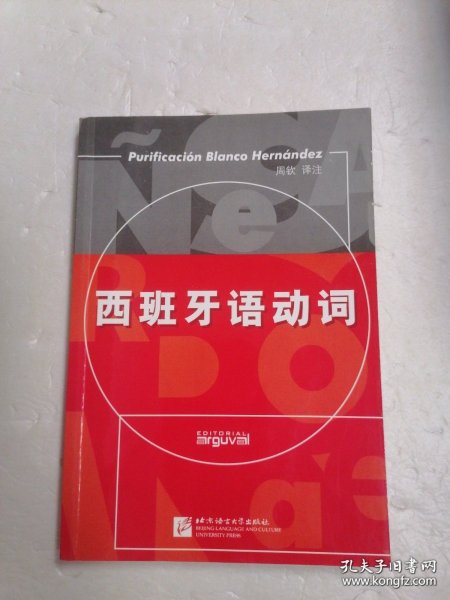 Purificación Blanco Hernández
周钦 译注
西班牙语动词
EDITORIAL
arguval
北京语言大学出版社
BEIJING LANGUAGE AND CULTURE
UNIVERSITY PRESS
孔夫子旧书网
www.kongfz.com